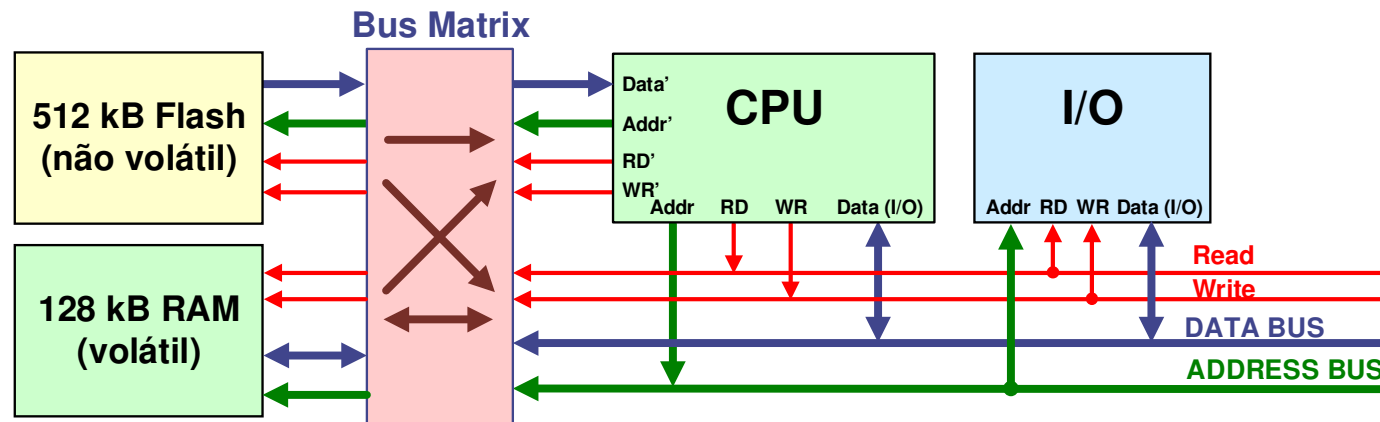 Bus Matrix
512 kB Flash
(não volátil)
128 kB RAM
(volátil)
CPU
Data’
Addr’
RD’
WR’
Addr RD WR Data (I/O)
I/O
Addr RD WR Data (I/O)
Read
Write
DATA BUS
ADDRESS BUS